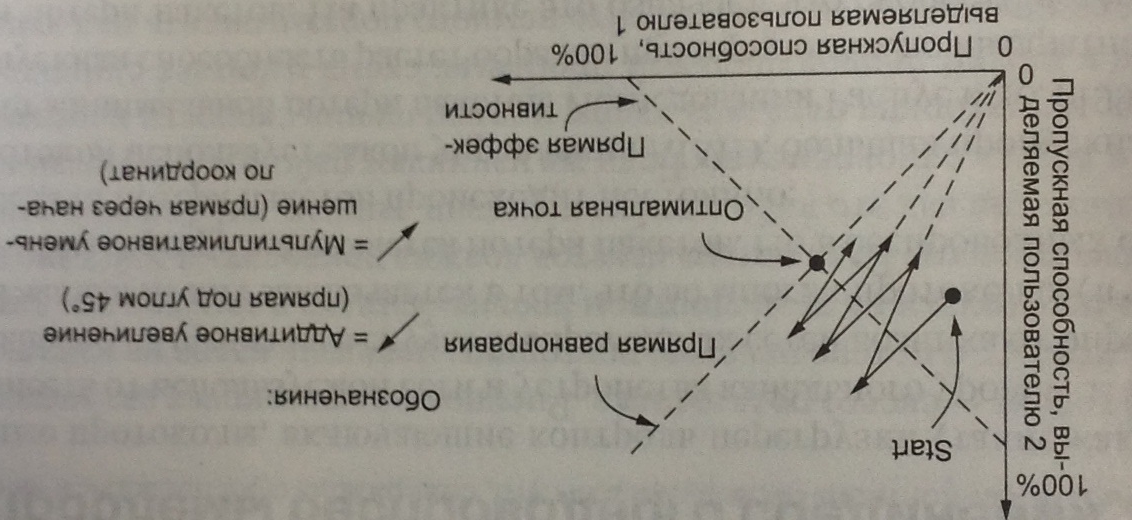 100%
Пропускная способность, вы-
деляемая пользователю 2
Start
Прямая равноправия
Оптимальная точка
Прямая эффек-
тивности
0
0
Пропускная способность, 100%
выделяемая пользователю 1
Обозначения:
= Аддитивное увеличение
(прямая под углом 45°)
= Мультипликативное умень-
шение (прямая через нача-
ло координат)